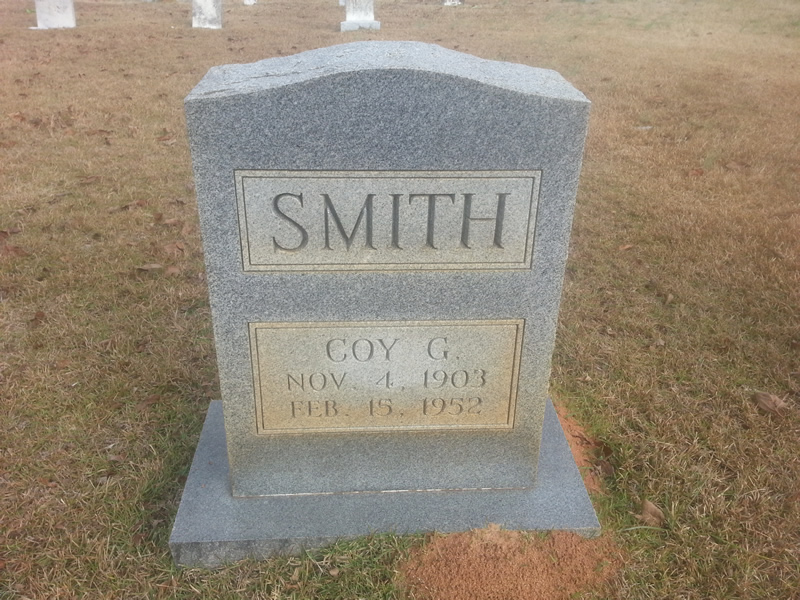 SMITH
COY G.
NOV. 4, 1903
FEB. 15, 1952